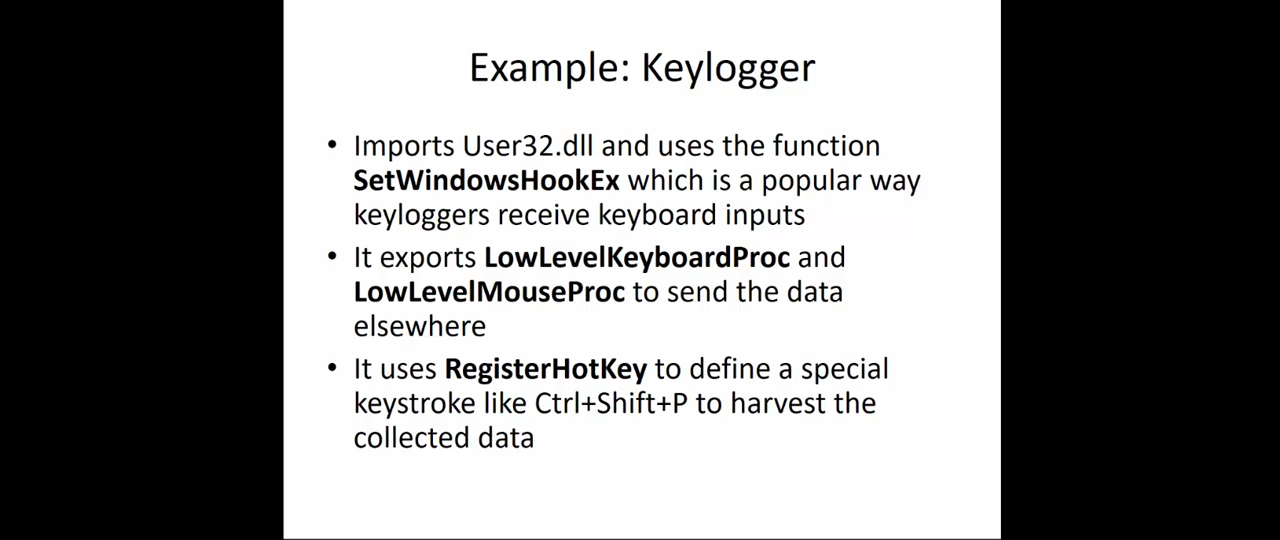 Example: Keylogger
• Imports User32.dll and uses the function
SetWindowsHookEx which is a popular way
keyloggers receive keyboard inputs
• It exports LowLevelKeyboardProc and
LowLevelMouseProc to send the data
elsewhere
• It uses RegisterHotKey to define a special
keystroke like Ctrl+Shift+P to harvest the
collected data